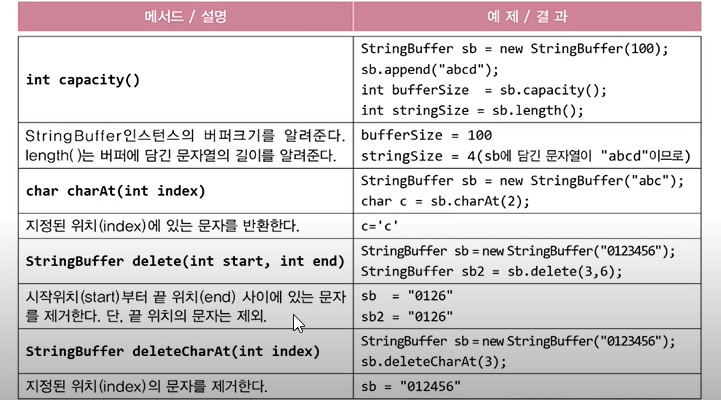 메서드 / 설명
예 제 / 결 과
int capacity()
StringBuffer sb = new StringBuffer(100);
sb.append("abcd");
int bufferSize  = sb.capacity();
int stringSize = sb.length();
StringBuffer인스턴스의 버퍼크기를 알려준다.
length( )는 버퍼에 담긴 문자열의 길이를 알려준다.
bufferSize = 100
stringSize = 4(sb에 담긴 문자열이 "abcd"이므로)
char charAt(int index)
StringBuffer sb = new StringBuffer("abc");
char c = sb.charAt(2);
지정된 위치(index)에 있는 문자를 반환한다.
c='c'
StringBuffer delete(int start, int end)
StringBuffer sb = new StringBuffer("0123456");
StringBuffer sb2 = sb.delete(3,6);
시작위치(start)부터 끝 위치(end) 사이에 있는 문자
를 제거한다. 단, 끝 위치의 문자는 제외.
sb  = "0126"
sb2 = "0126"
StringBuffer deleteCharAt(int index)
StringBuffer sb = new StringBuffer("0123456");
sb.deleteCharAt(3);
지정된 위치(index)의 문자를 제거한다.
sb = "012456"